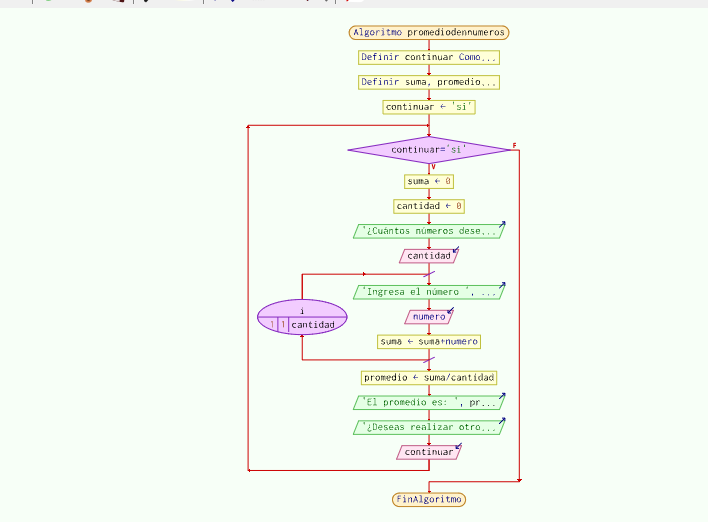 Algoritmo promediodennumeros
Definir continuar Como...
Definir suma, promedio...
continuar ← 'si'
continuar='si'
F
V
suma ← 0
cantidad ← 0
'¿Cuántos números dese...
cantidad
'Ingresa el número ', ...
i
1 1 cantidad
numero
suma ← suma+numero
promedio ← suma/cantidad
'El promedio es: ', pr...
'¿Deseas realizar otro...
continuar
FinAlgoritmo